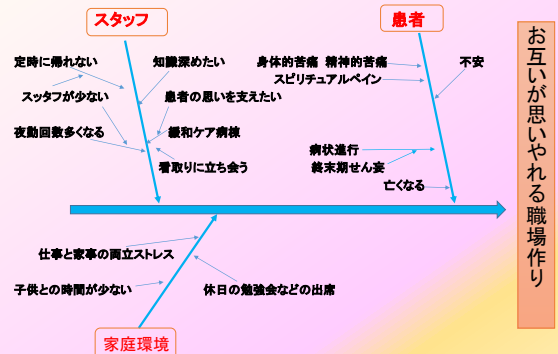 スタッフ
患者
定時に帰れない
知識深めたい
身体的苦痛 精神的苦痛
不安
スピリチュアルペイン
スッタフが少ない
患者の思いを支えたい
夜勤回数多くなる
緩和ケア病棟
病状進行
看取りに立ち会う
終末期せん妄
亡くなる
お互いが思いやれる職場作り
仕事と家事の両立ストレス
子供との時間が少ない
休日の勉強会などの出席
家庭環境